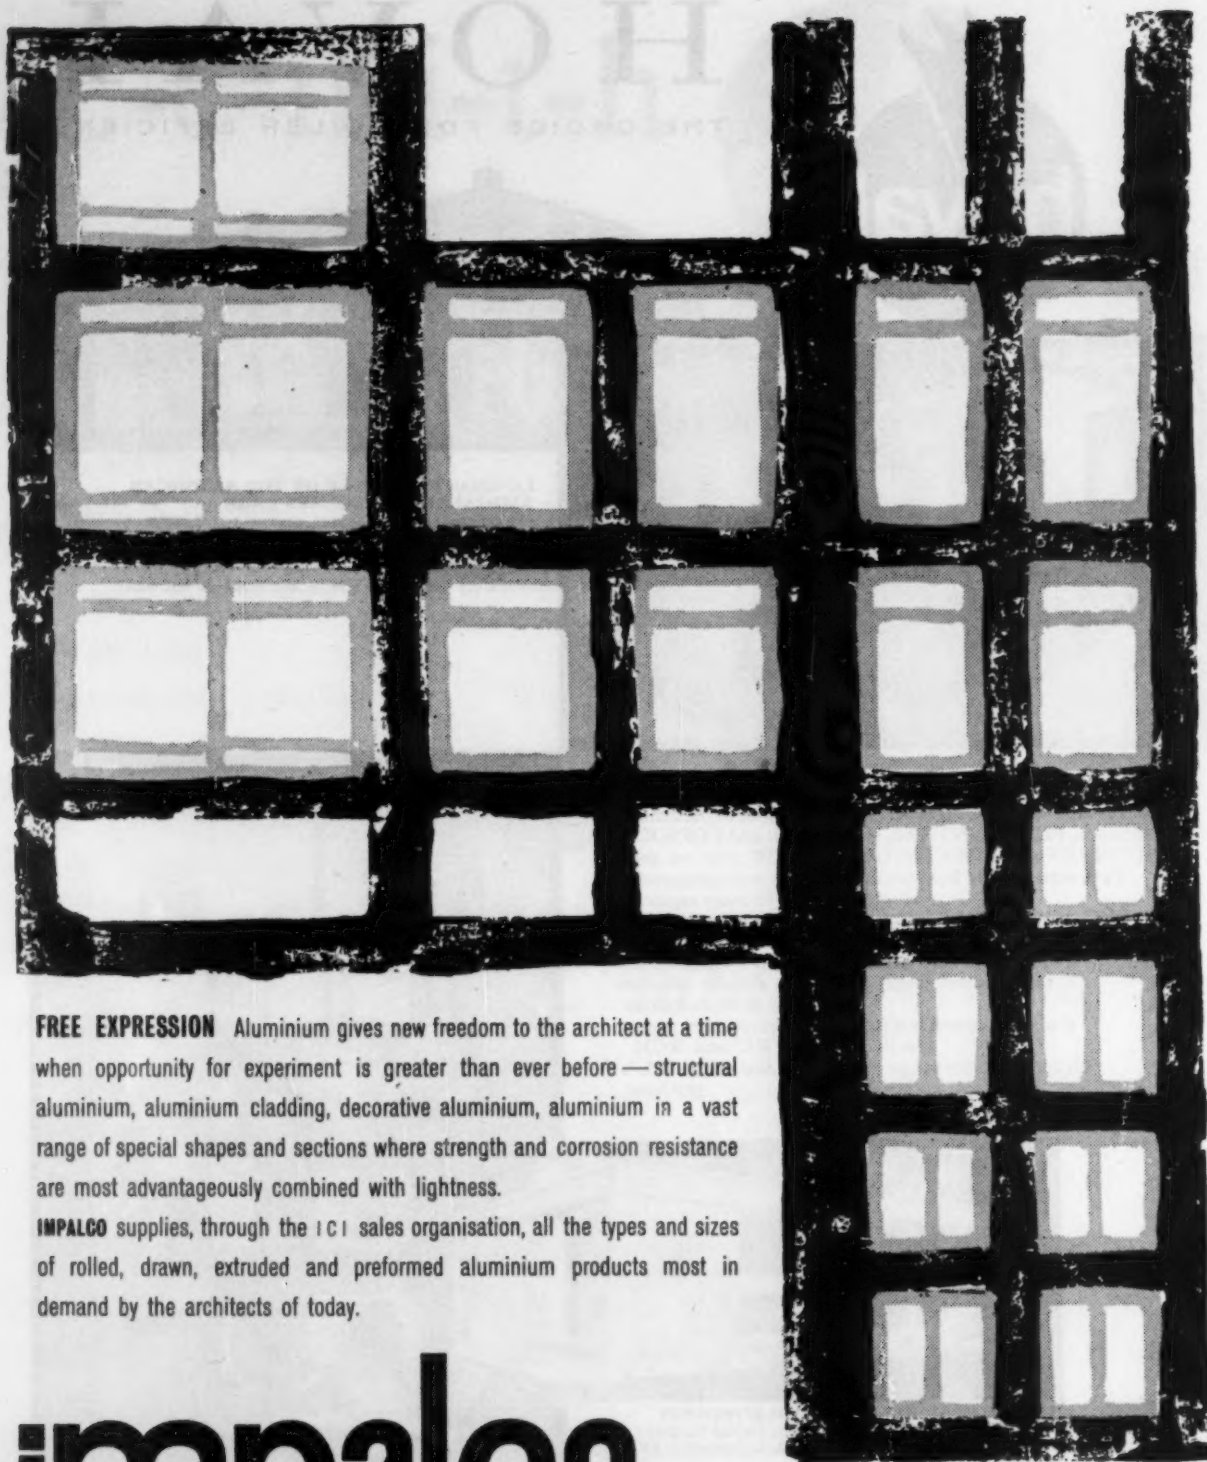 FREE EXPRESSION Aluminium gives new freedom to the architect at a time
when opportunity for experiment is greater than ever before — structural
aluminium, aluminium cladding, decorative aluminium, aluminium in a vast
range of special shapes and sections where strength and corrosion resistance
are most advantageously combined with lightness.
IMPALCO supplies, through the ICI sales organisation, all the types and sizes
of rolled, drawn, extruded and preformed aluminium products most in
demand by the architects of today.
impalco